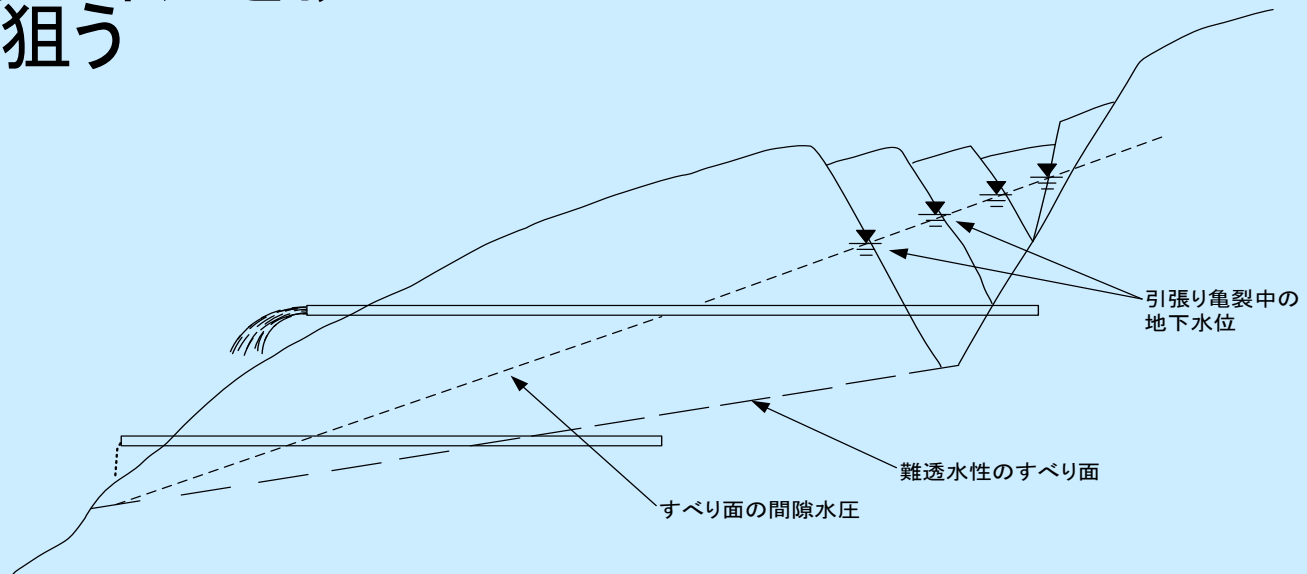 狙う
引張り亀裂中の
地下水位
難透水性のすべり面
すべり面の間隙水圧